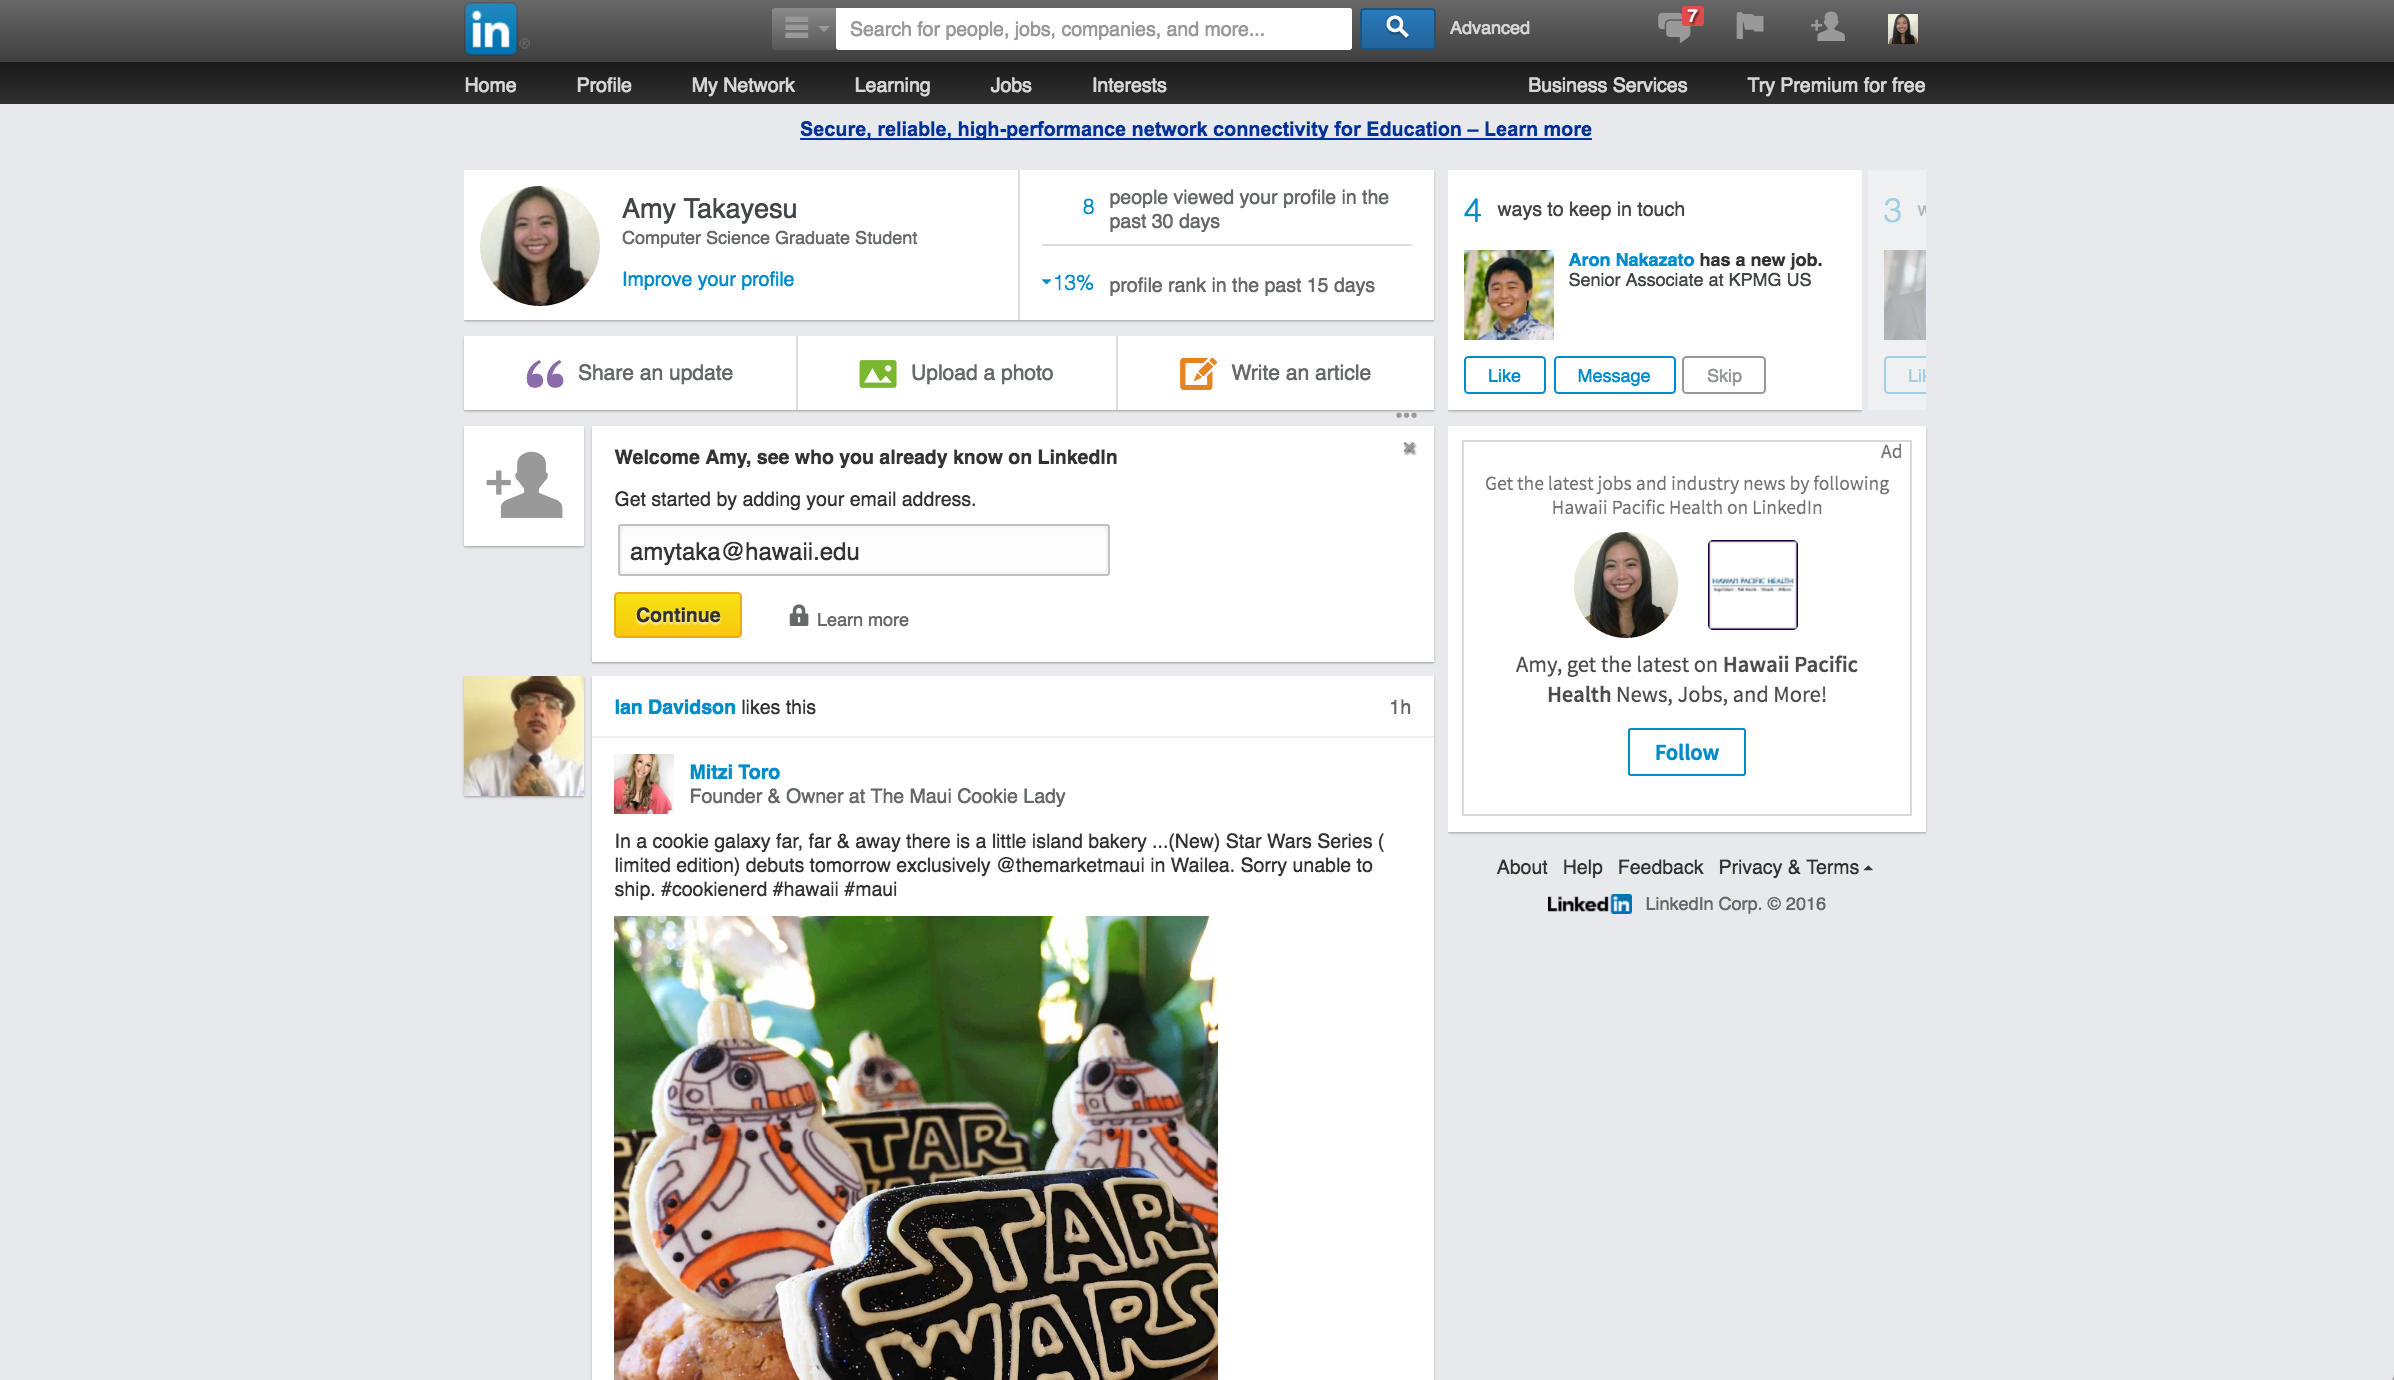 in
Search for people, jobs, companies, and more...
Advanced
7
Home
Profile
My Network
Learning
Jobs
Interests
Business Services
Try Premium for free
Secure, reliable, high-performance network connectivity for Education – Learn more
Amy Takayesu
Computer Science Graduate Student
Improve your profile
8
people viewed your profile in the
past 30 days
13%
profile rank in the past 15 days
4 ways to keep in touch
Aron Nakazato has a new job.
Senior Associate at KPMG US
Like
Message
Skip
3
Share an update
Upload a photo
Write an article
Welcome Amy, see who you already know on LinkedIn
Get started by adding your email address.
amytaka@hawaii.edu
Continue
Learn more
Ad
Get the latest jobs and industry news by following
Hawaii Pacific Health on LinkedIn
HAWAI'I PACIFIC HEALTH
Amy, get the latest on Hawaii Pacific
Health News, Jobs, and More!
Follow
Ian Davidson likes this
1h
Mitzi Toro
Founder & Owner at The Maui Cookie Lady
In a cookie galaxy far, far & away there is a little island bakery ...(New) Star Wars Series (
limited edition) debuts tomorrow exclusively @themarketmaui in Wailea. Sorry unable to
ship. #cookienerd #hawaii #maui
STAR
WARS
About Help Feedback Privacy & Terms
Linked in LinkedIn Corp. © 2016